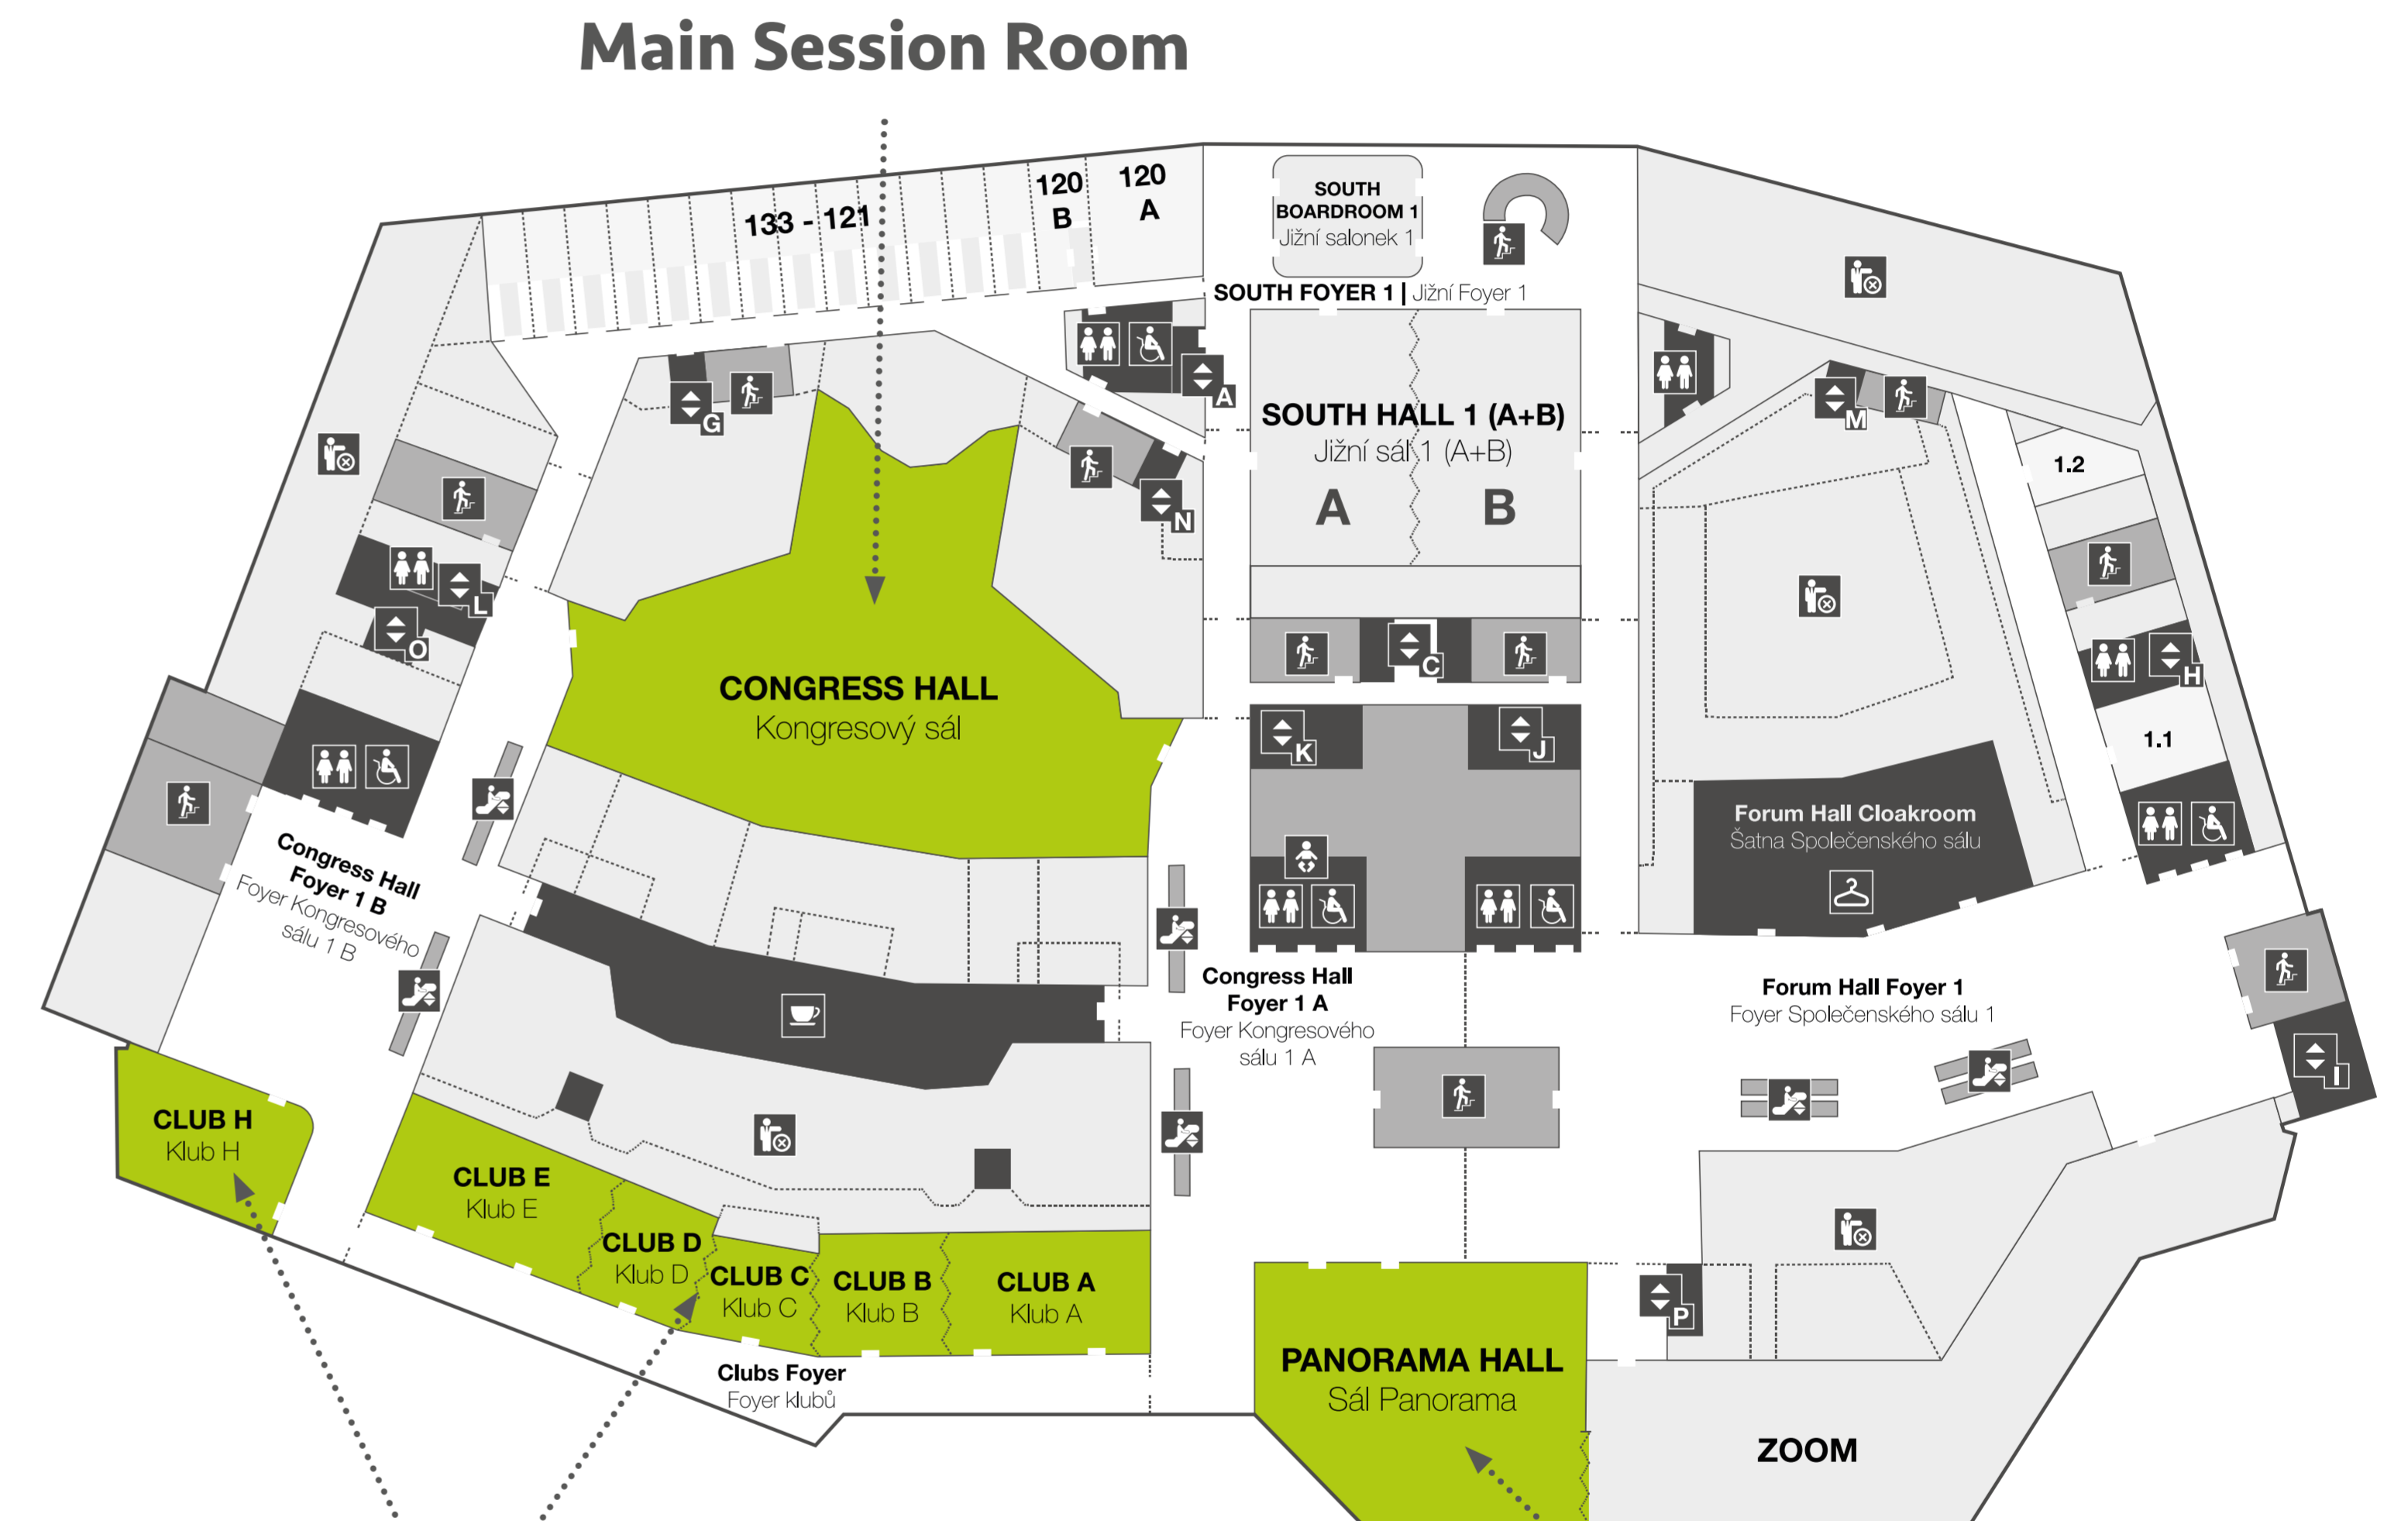 Main Session Room
133 - 121
120
B
120
A
SOUTH
BOARDROOM 1
Jižní salonek 1
SOUTH FOYER 1 | Jižní Foyer 1
A
G
N
SOUTH HALL 1 (A+B)
Jižní sál 1 (A+B)
A
B
M
1.2
L
O
C
H
CONGRESS HALL
Kongresový sál
K
J
1.1
Forum Hall Cloakroom
Šatna Společenského sálu
Congress Hall
Foyer 1 B
Foyer Kongresového
sálu 1 B
Congress Hall
Foyer 1 A
Foyer Kongresového
sálu 1 A
Forum Hall Foyer 1
Foyer Společenského sálu 1
I
CLUB H
Klub H
CLUB E
Klub E
CLUB D
Klub D
CLUB C
Klub C
CLUB B
Klub B
CLUB A
Klub A
P
Clubs Foyer
Foyer klubů
PANORAMA HALL
Sál Panorama
ZOOM